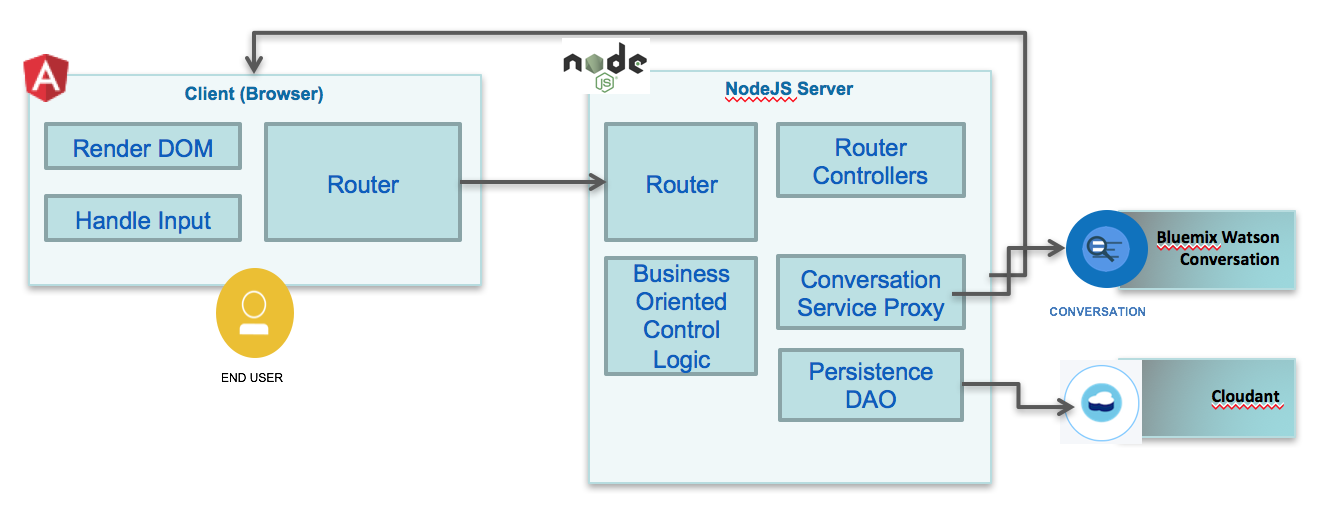 node
JS
Client (Browser)
Render DOM
Handle Input
Router
END USER
NodeJS Server
Router
Router
Controllers
Business
Oriented
Control
Logic
Conversation
Service Proxy
Persistence
DAO
Bluemix Watson
Conversation
CONVERSATION
Cloudant
A